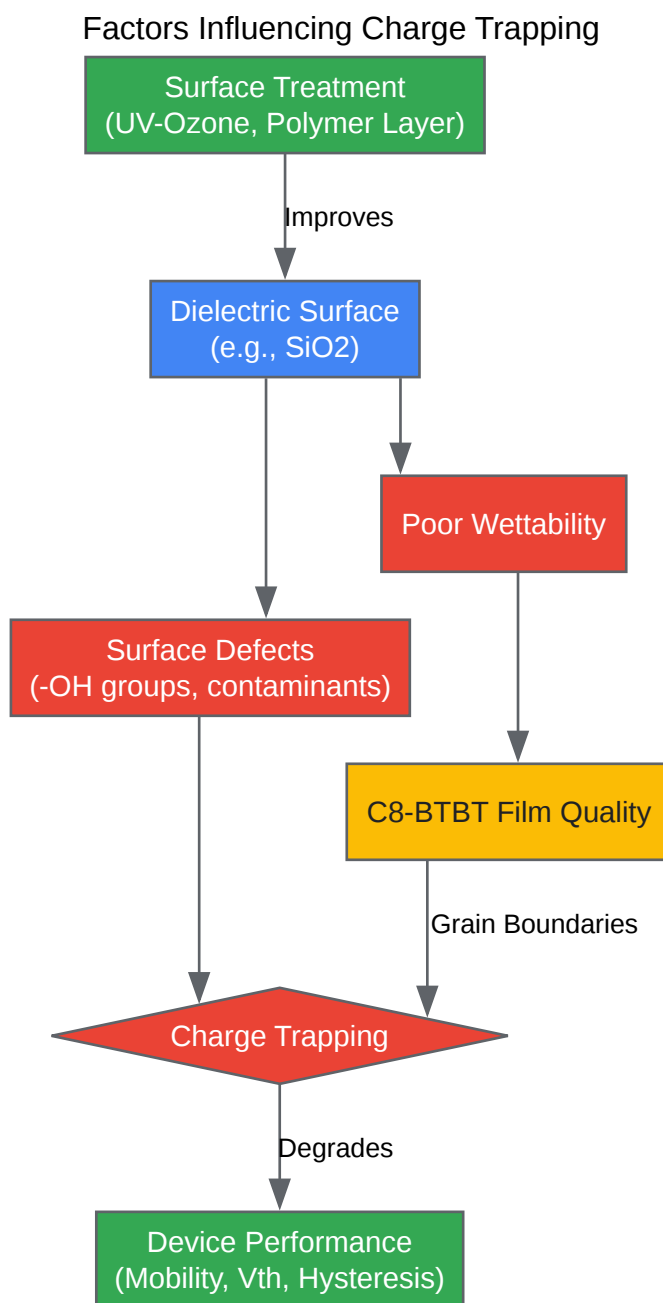 Factors Influencing Charge Trapping
Surface Treatment
(UV-Ozone, Polymer Layer)
Improves
Dielectric Surface
(e.g., SiO2)
Poor Wettability
Surface Defects
(-OH groups, contaminants)
C8-BTBT Film Quality
Grain Boundaries
Charge Trapping
Degrades
Device Performance
(Mobility, Vth, Hysteresis)